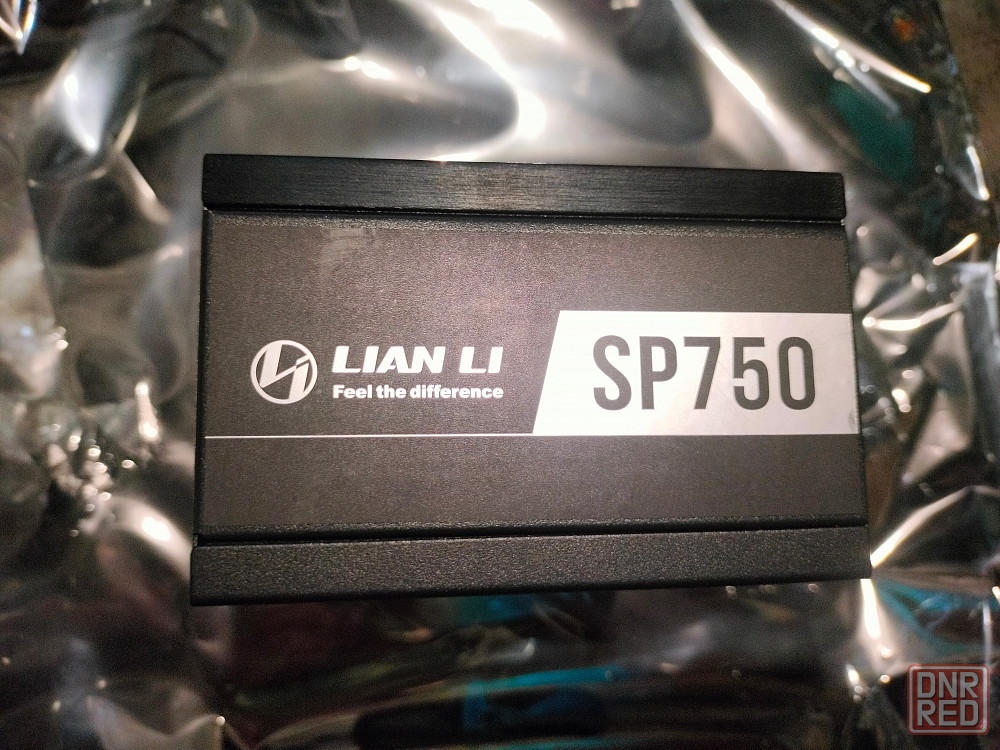 LIAN LI
Feel the difference
SP750
DNR
RED